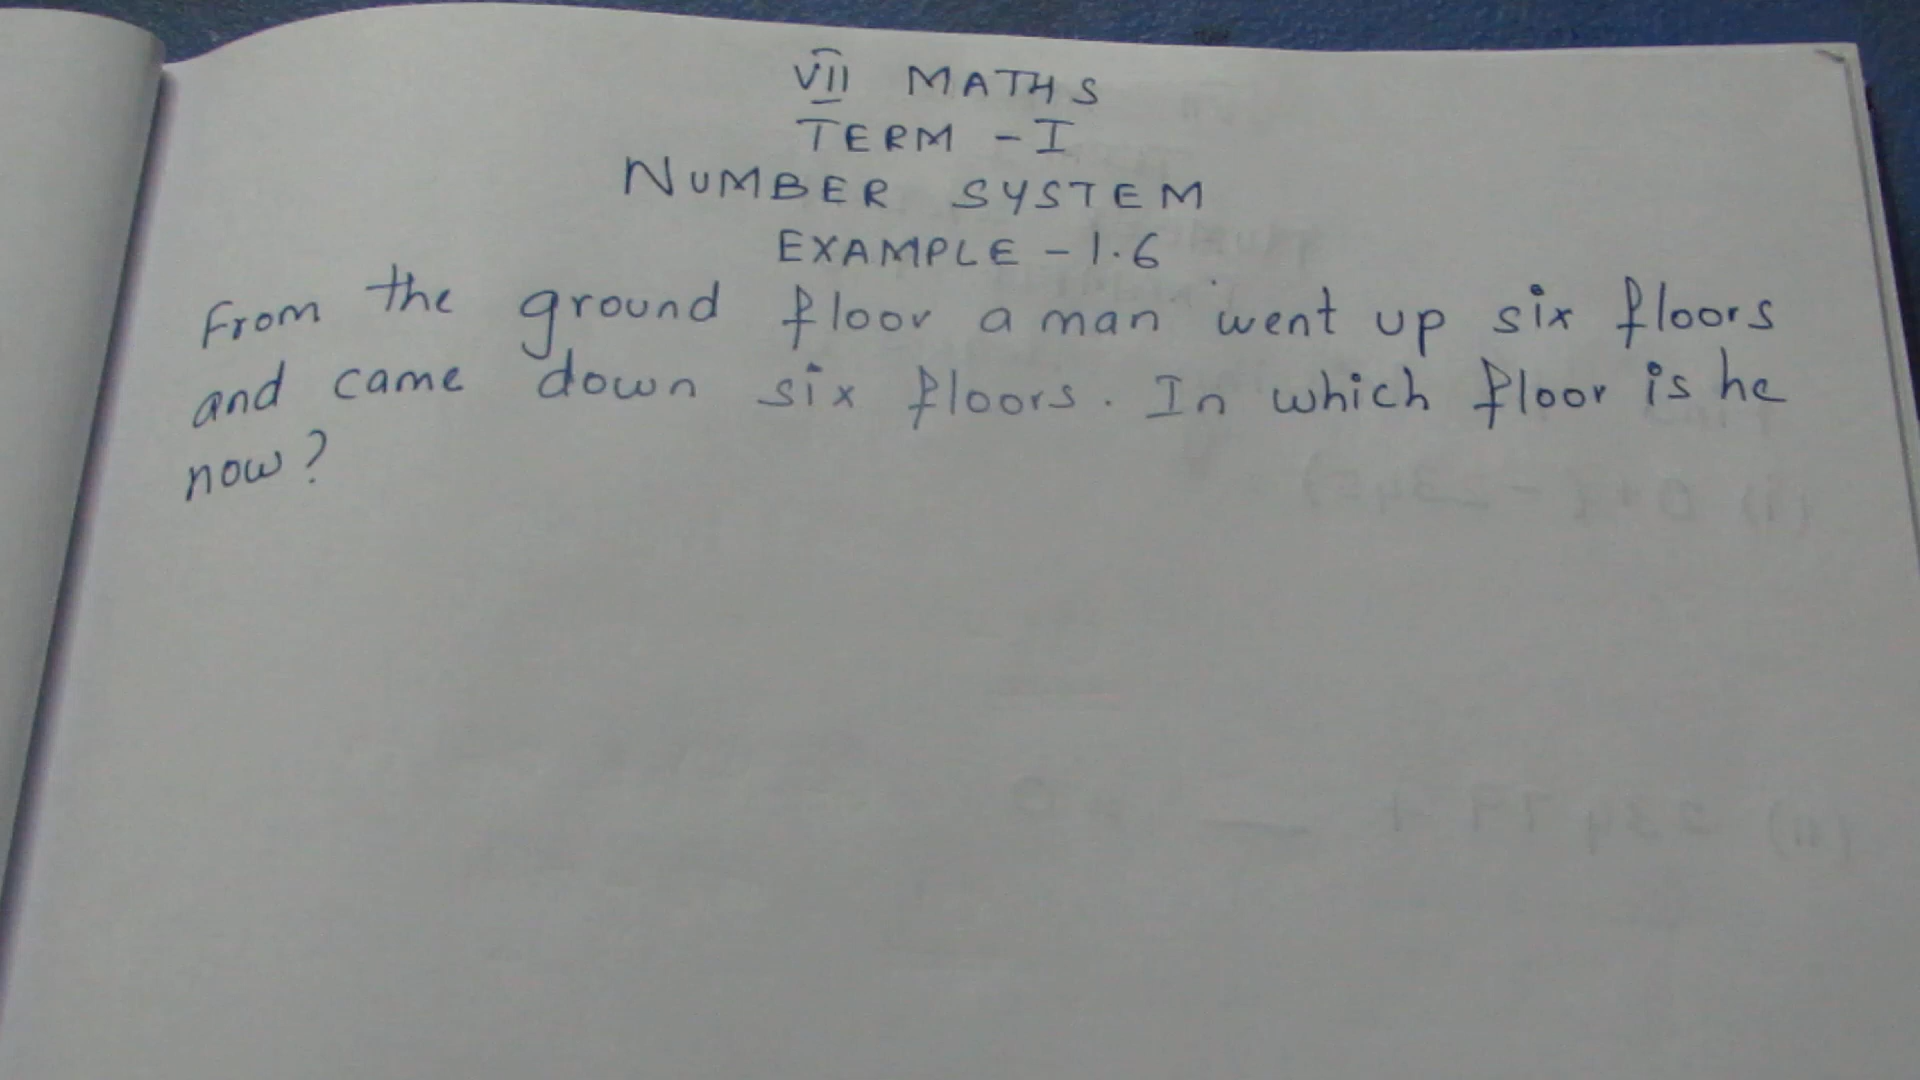 VII MATHS
TERM - I
NUMBER SYSTEM
EXAMPLE - 1.6
From the ground floor a man went up six floors
and came down six floors. In which floor is he
now?